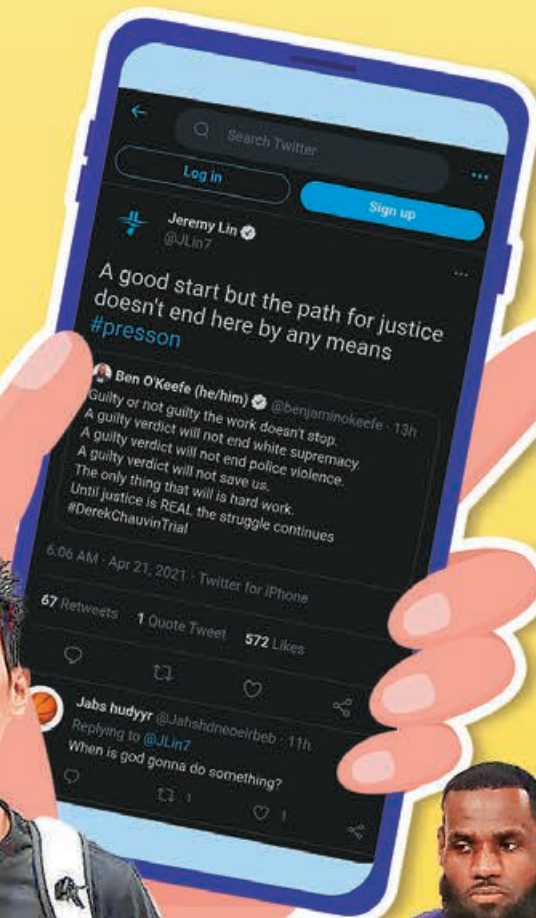 Search Twitter
Log in
Sign up
Jeremy Lin
@JLin7
A good start but the path for justice
doesn't end here by any means
#presson
Ben O'Keefe (he/him) @benjaminokeefe · 13h
Guilty or not guilty the work doesn't stop.
A guilty verdict will not end white supremacy.
A guilty verdict will not end police violence.
A guilty verdict will not save us.
The only thing that will is hard work.
Until justice is REAL the struggle continues
#DerekChauvinTrial
6:06 AM · Apr 21, 2021 · Twitter for iPhone
67 Retweets 1 Quote Tweet 572 Likes
Jabs hudyyr @Jahshdneoeirbeb · 11h
Replying to @JLin7
When is god gonna do something?
1 1